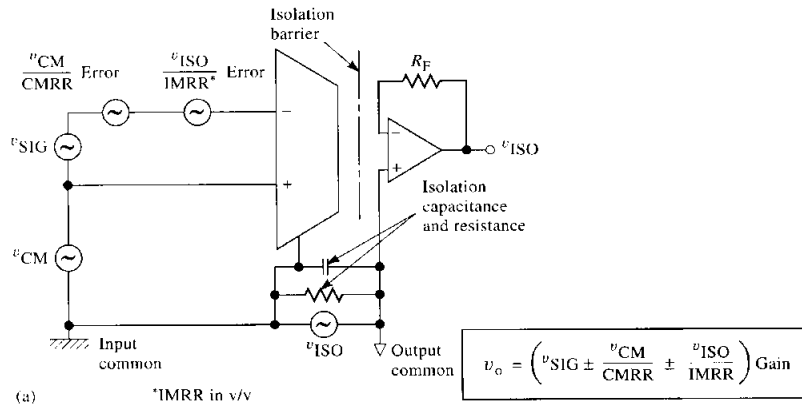 Isolation
barrier
vCM
CMRR
Error
vISO
IMRR*
Error
RF
−
+
−
+
vSIG
vISO
Isolation
capacitance
and resistance
vCM
vISO
Input
common
Output
common
vo = (vSIG ± vCM/CMRR ± vISO/IMRR) Gain
(a)
*IMRR in v/v